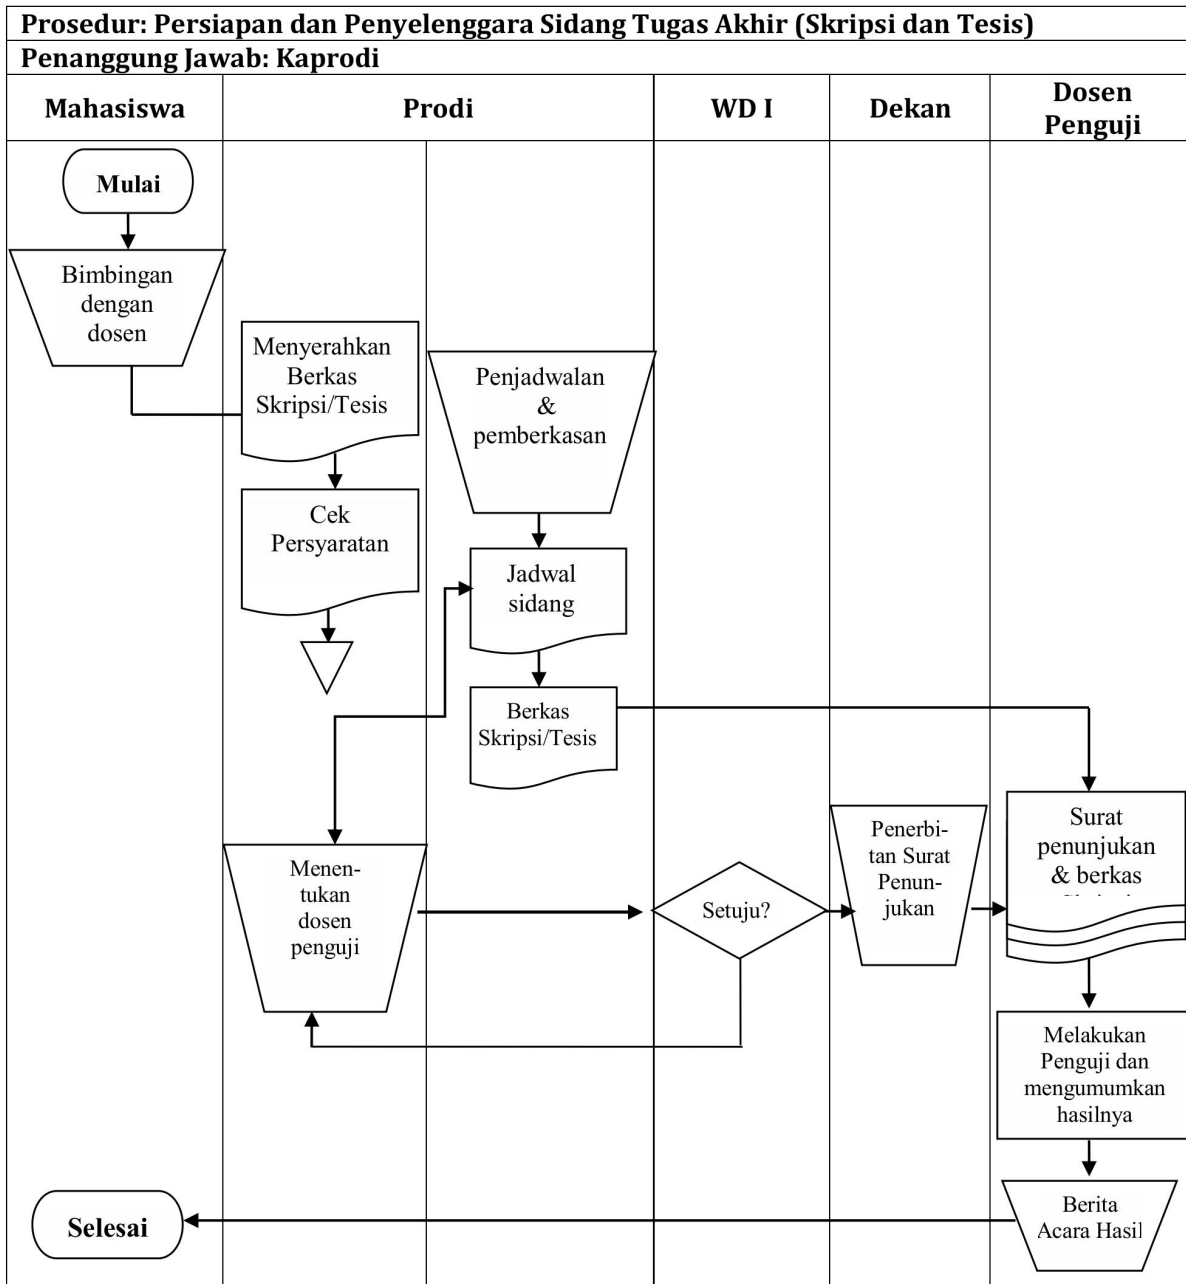 Prosedur: Persiapan dan Penyelenggara Sidang Tugas Akhir (Skripsi dan Tesis)
Penanggung Jawab: Kaprodi
Mahasiswa
Prodi
WD I
Dekan
Dosen
Penguji
Mulai
Bimbingan
dengan
dosen
Menyerahkan
Berkas
Skripsi/Tesis
Cek
Persyaratan
Penjadwalan
&
pemberkasan
Jadwal
sidang
Berkas
Skripsi/Tesis
Menen-
tukan
dosen
penguji
Setuju?
Penerbi-
tan Surat
Penun-
jukan
Surat
penunjukan
& berkas
Melakukan
Penguji dan
mengumumkan
hasilnya
Berita
Acara Hasil
Selesai